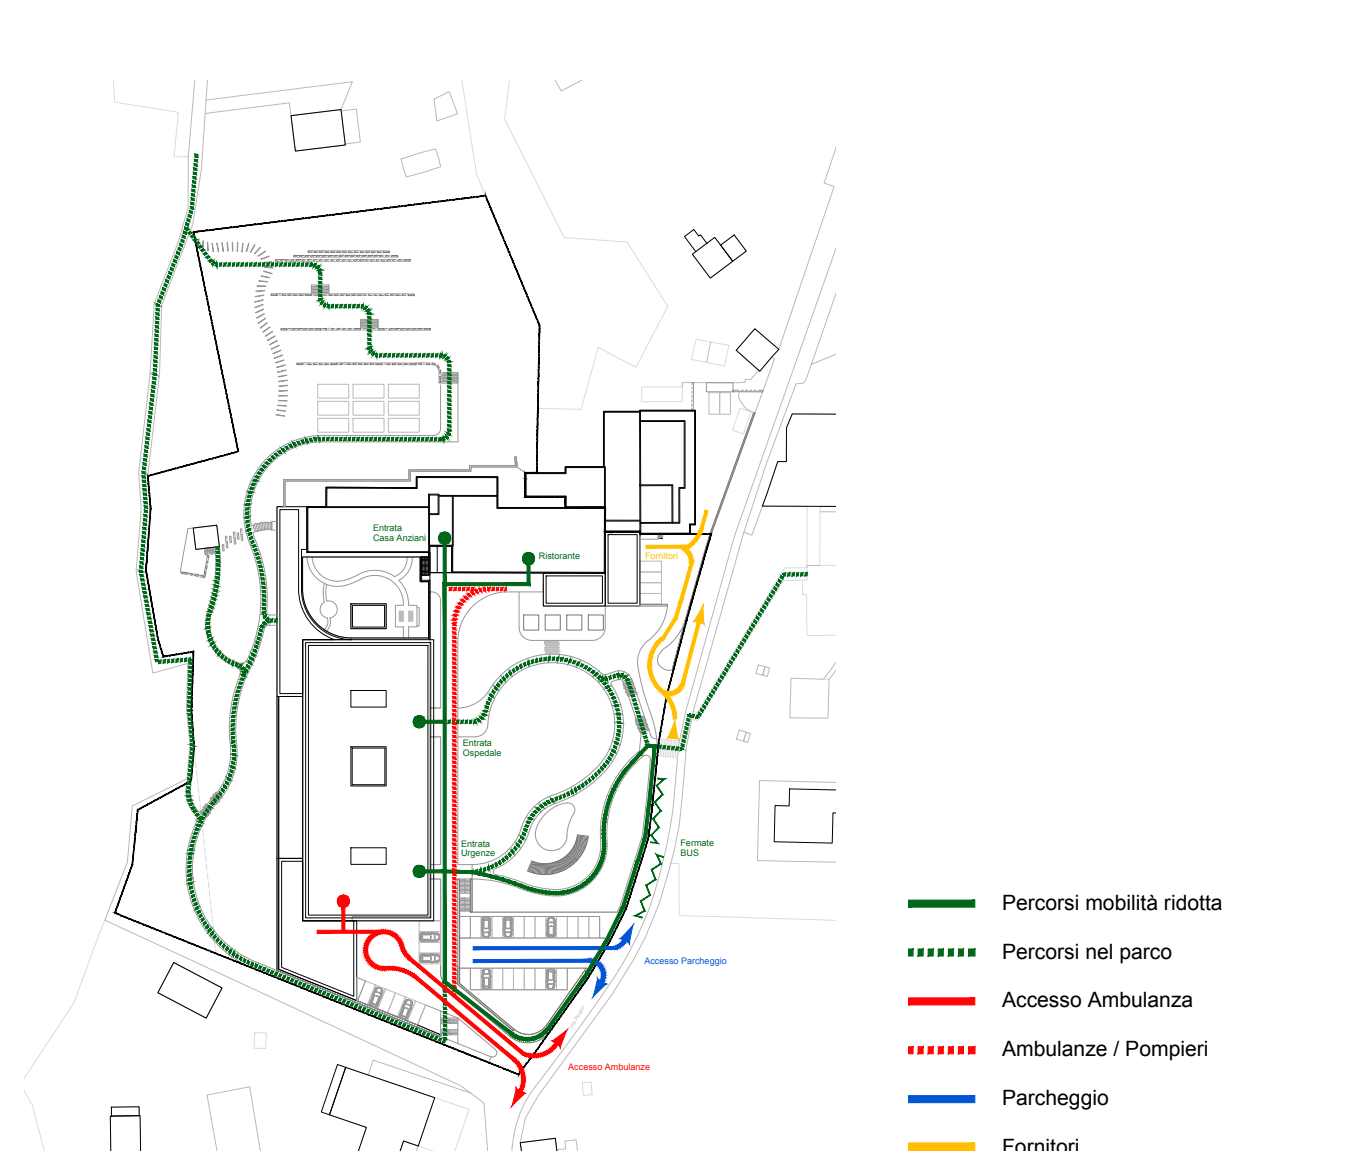 Entrata
Casa Anziani
Ristorante
Fornitori
Entrata
Ospedale
Entrata
Urgenze
Fermate
BUS
Accesso Parcheggio
Accesso Ambulanze
Percorsi mobilità ridotta
Percorsi nel parco
Accesso Ambulanza
Ambulanze / Pompieri
Parcheggio
Fornitori